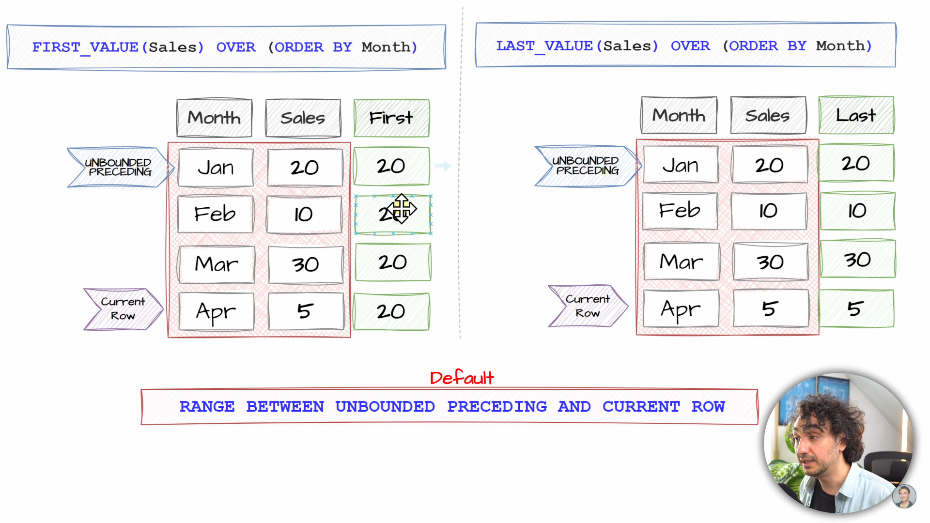 FIRST_VALUE(Sales) OVER (ORDER BY Month)
LAST_VALUE(Sales) OVER (ORDER BY Month)
Month Sales First
UNBOUNDED
PRECEDING
Jan 20 20
Feb 10
Mar 30 20
Current
Row
Apr 5 20
Month Sales Last
UNBOUNDED
PRECEDING
Jan 20 20
Feb 10 10
Mar 30 30
Current
Row
Apr 5 5
Default
RANGE BETWEEN UNBOUNDED PRECEDING AND CURRENT ROW